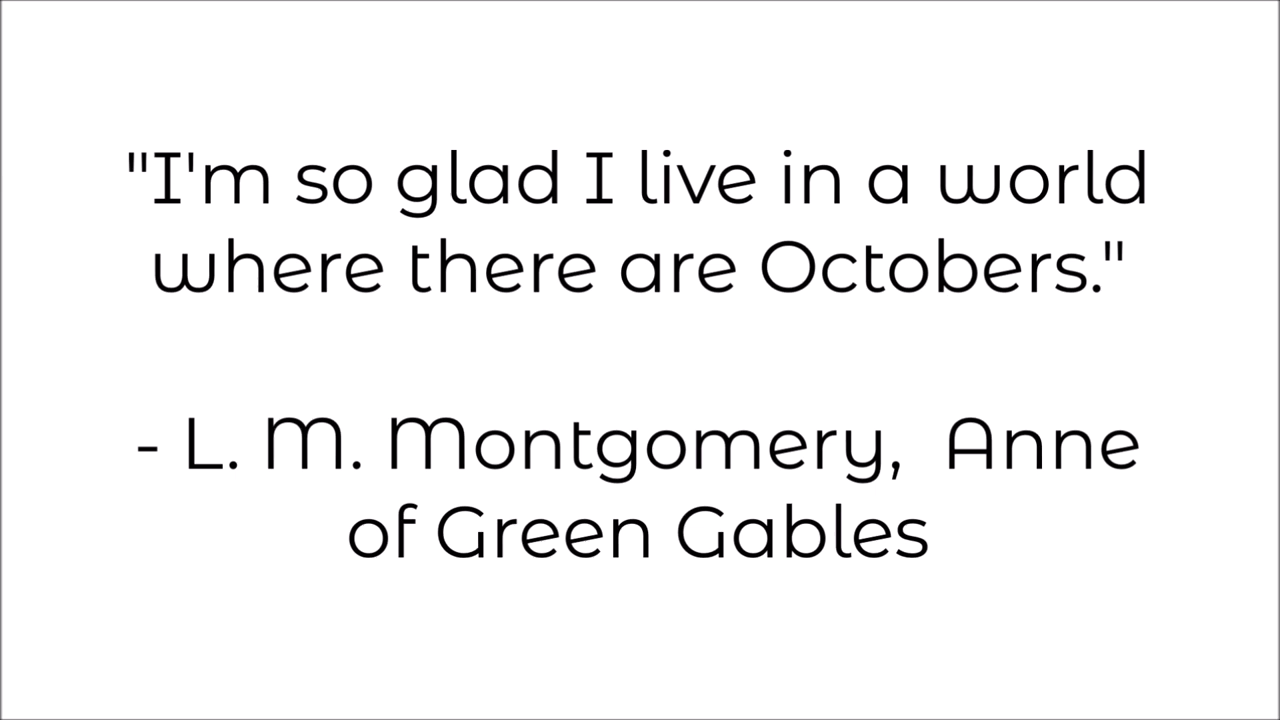 "I'm so glad I live in a world
where there are Octobers."
- L. M. Montgomery,  Anne
of Green Gables